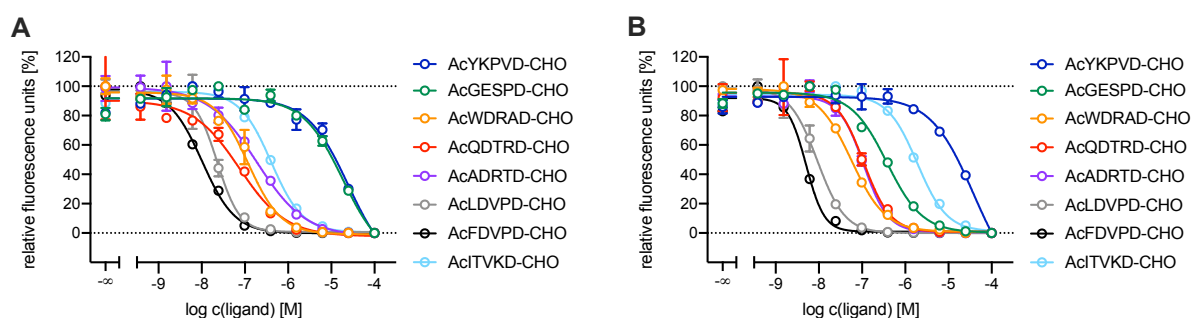 A
relative fluorescence units [%]
120
100
80
60
40
20
0
-∞
-9
-8
-7
-6
-5
-4
log c(ligand) [M]
AcYKPVD-CHO
AcGESPD-CHO
AcWDRAD-CHO
AcQDTRD-CHO
AcADRTD-CHO
AcLDVPD-CHO
AcFDVPD-CHO
AcITVKD-CHO
B
relative fluorescence units [%]
120
100
80
60
40
20
0
-∞
-9
-8
-7
-6
-5
-4
log c(ligand) [M]
AcYKPVD-CHO
AcGESPD-CHO
AcWDRAD-CHO
AcQDTRD-CHO
AcADRTD-CHO
AcLDVPD-CHO
AcFDVPD-CHO
AcITVKD-CHO